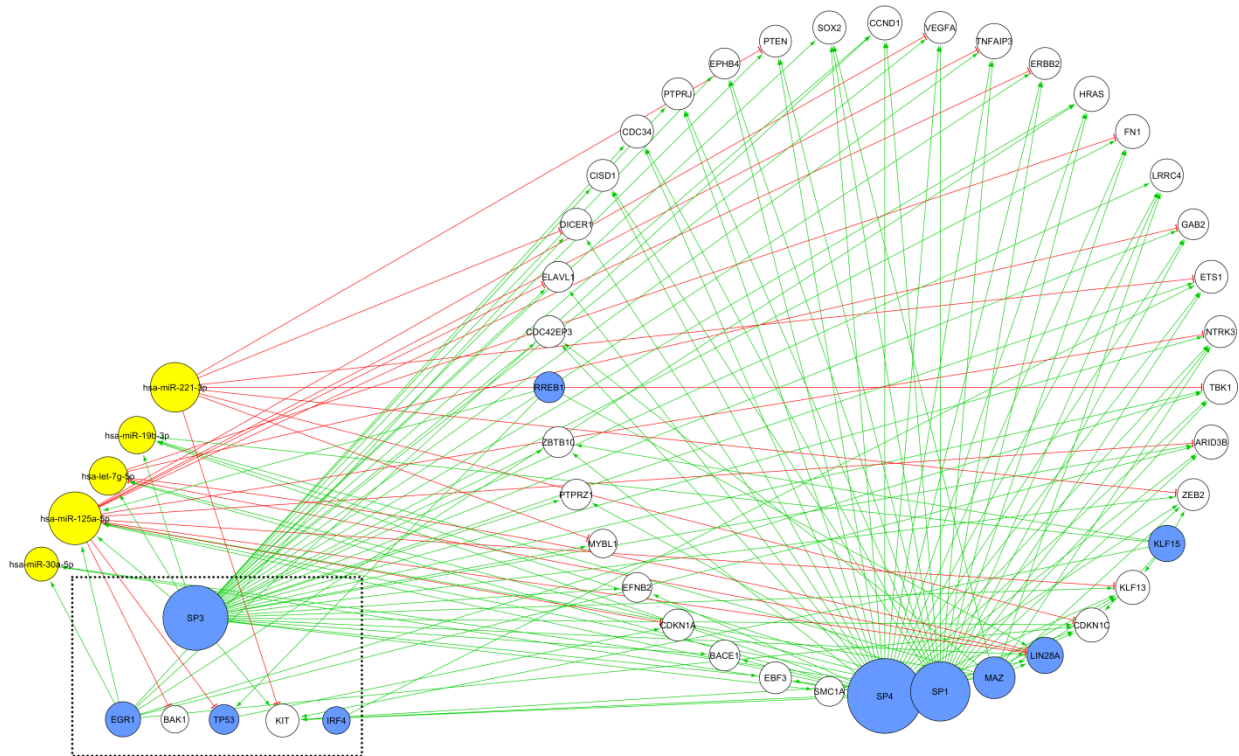 CCND1
SOX2
VEGFA
PTEN
TNFAIP3
EPHB4
ERBB2
PTPRJ
HRAS
CDC34
FN1
CISD1
LRRC4
DICER1
GAB2
ELAVL1
ETS1
CDC42EP3
NTRK3
hsa-miR-221-3p
RREB1
TBK1
hsa-miR-19b-3p
ZBTB10
ARID3B
hsa-let-7g-5p
PTPRZ1
ZEB2
hsa-miR-125a-5p
MYBL1
KLF15
hsa-miR-30a-5p
EFNB2
KLF13
SP3
CDKN1A
CDKN1C
BACE1
LIN28A
EBF3
MAZ
SMC1A
SP4
SP1
EGR1
BAK1
TP53
KIT
IRF4